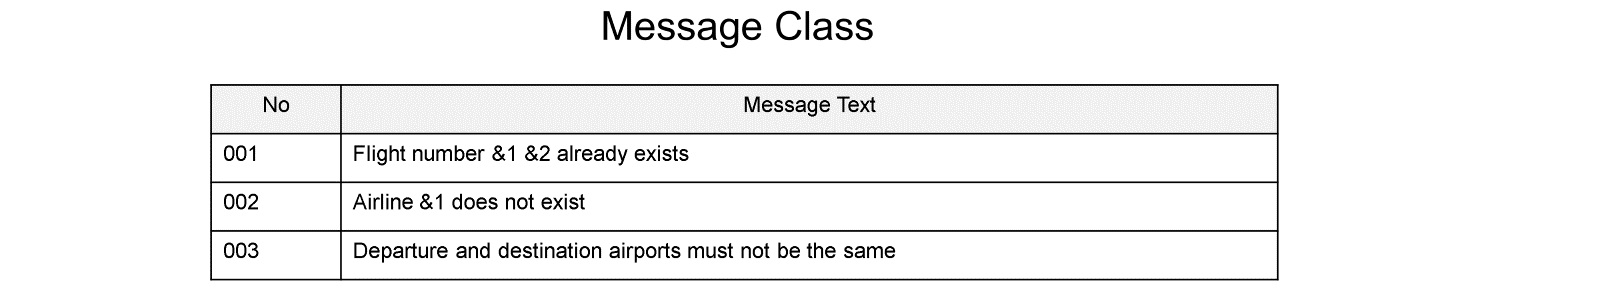 Message Class
No Message Text
001 Flight number &1 &2 already exists
002 Airline &1 does not exist
003 Departure and destination airports must not be the same